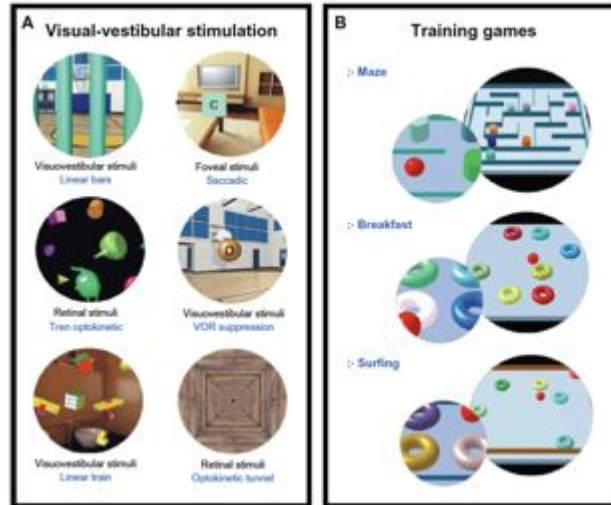 A Visual-vestibular stimulation
Visuovestibular stimuli
Linear bars
C
Foveal stimuli
Saccadic
Retinal stimuli
Tren optokinetic
Visuovestibular stimuli
VOR suppression
Visuovestibular stimuli
Linear train
Retinal stimuli
Optokinetic tunnel
B Training games
▷ Maze
▷ Breakfast
▷ Surfing